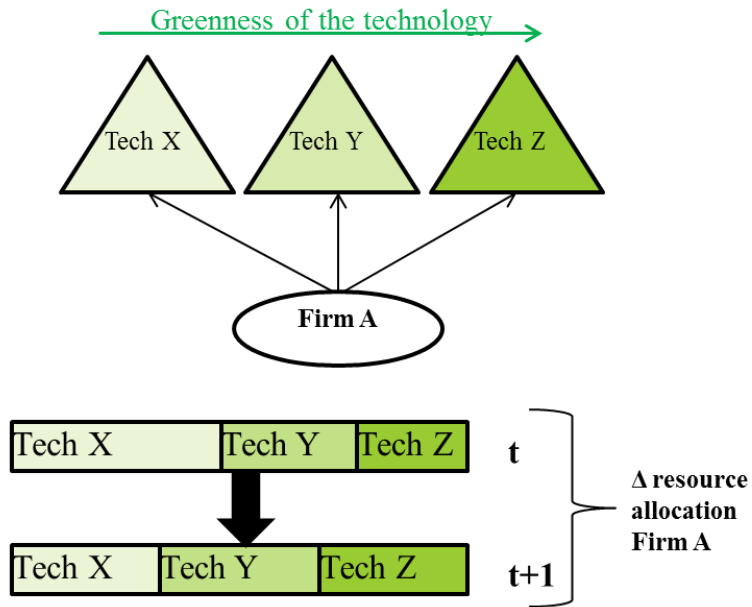 Greenness of the technology
Tech X Tech Y Tech Z
Firm A
Tech X Tech Y Tech Z t
Δ resource
allocation
Firm A
Tech X Tech Y Tech Z t+1